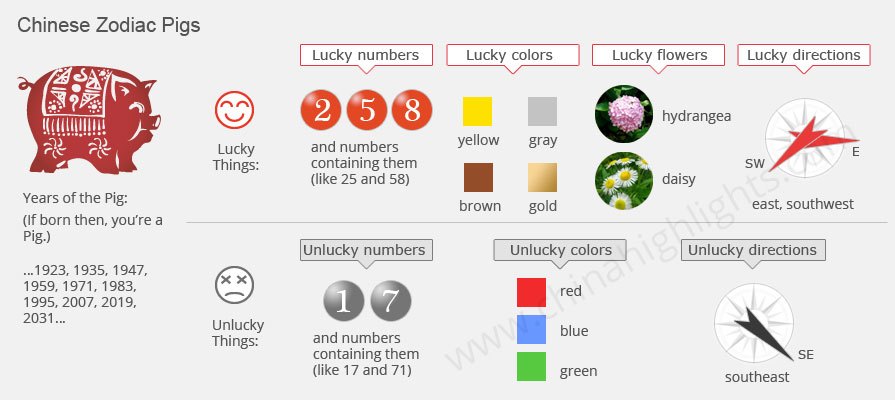 Chinese Zodiac Pigs
Years of the Pig:
(If born then, you're a
Pig.)
...1923, 1935, 1947,
1959, 1971, 1983,
1995, 2007, 2019,
2031...
Lucky
Things:
Lucky numbers
2 5 8
and numbers
containing them
(like 25 and 58)
Lucky colors
yellow
gray
brown
gold
Lucky flowers
hydrangea
daisy
Lucky directions
SW
E
east, southwest
Unlucky
Things:
Unlucky numbers
1 7
and numbers
containing them
(like 17 and 71)
Unlucky colors
red
blue
green
Unlucky directions
SE
southeast
www.chinahighlights.com